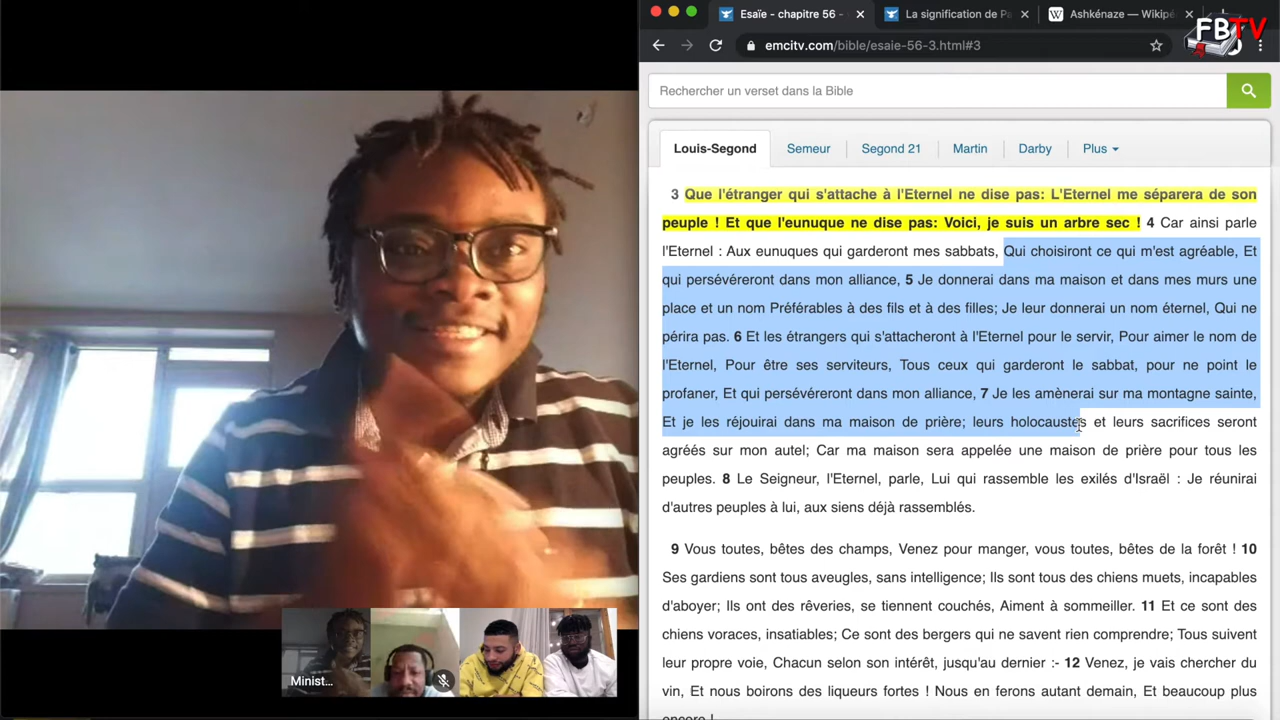 Esaïe - chapitre 56 -
La signification de Pa
Ashkénaze — Wikipé
FBTV
emcitv.com/bible/esaie-56-3.html#3
Rechercher un verset dans la Bible
Louis-Segond
Semeur
Segond 21
Martin
Darby
Plus
3 Que l'étranger qui s'attache à l'Eternel ne dise pas: L'Eternel me séparera de son
peuple ! Et que l'eunuque ne dise pas: Voici, je suis un arbre sec ! 4 Car ainsi parle
l'Eternel : Aux eunuques qui garderont mes sabbats, Qui choisiront ce qui m'est agréable, Et
qui persévéreront dans mon alliance, 5 Je donnerai dans ma maison et dans mes murs une
place et un nom Préférables à des fils et à des filles; Je leur donnerai un nom éternel, Qui ne
périra pas. 6 Et les étrangers qui s'attacheront à l'Eternel pour le servir, Pour aimer le nom de
l'Eternel, Pour être ses serviteurs, Tous ceux qui garderont le sabbat, pour ne point le
profaner, Et qui persévéreront dans mon alliance, 7 Je les amènerai sur ma montagne sainte,
Et je les réjouirai dans ma maison de prière; leurs holocaustes et leurs sacrifices seront
agréés sur mon autel; Car ma maison sera appelée une maison de prière pour tous les
peuples. 8 Le Seigneur, l'Eternel, parle, Lui qui rassemble les exilés d'Israël : Je réunirai
d'autres peuples à lui, aux siens déjà rassemblés.
9 Vous toutes, bêtes des champs, Venez pour manger, vous toutes, bêtes de la forêt ! 10
Ses gardiens sont tous aveugles, sans intelligence; Ils sont tous des chiens muets, incapables
d'aboyer; Ils ont des rêveries, se tiennent couchés, Aiment à sommeiller. 11 Et ce sont des
chiens voraces, insatiables; Ce sont des bergers qui ne savent rien comprendre; Tous suivent
leur propre voie, Chacun selon son intérêt, jusqu'au dernier :- 12 Venez, je vais chercher du
vin, Et nous boirons des liqueurs fortes ! Nous en ferons autant demain, Et beaucoup plus
encore !
Minist...